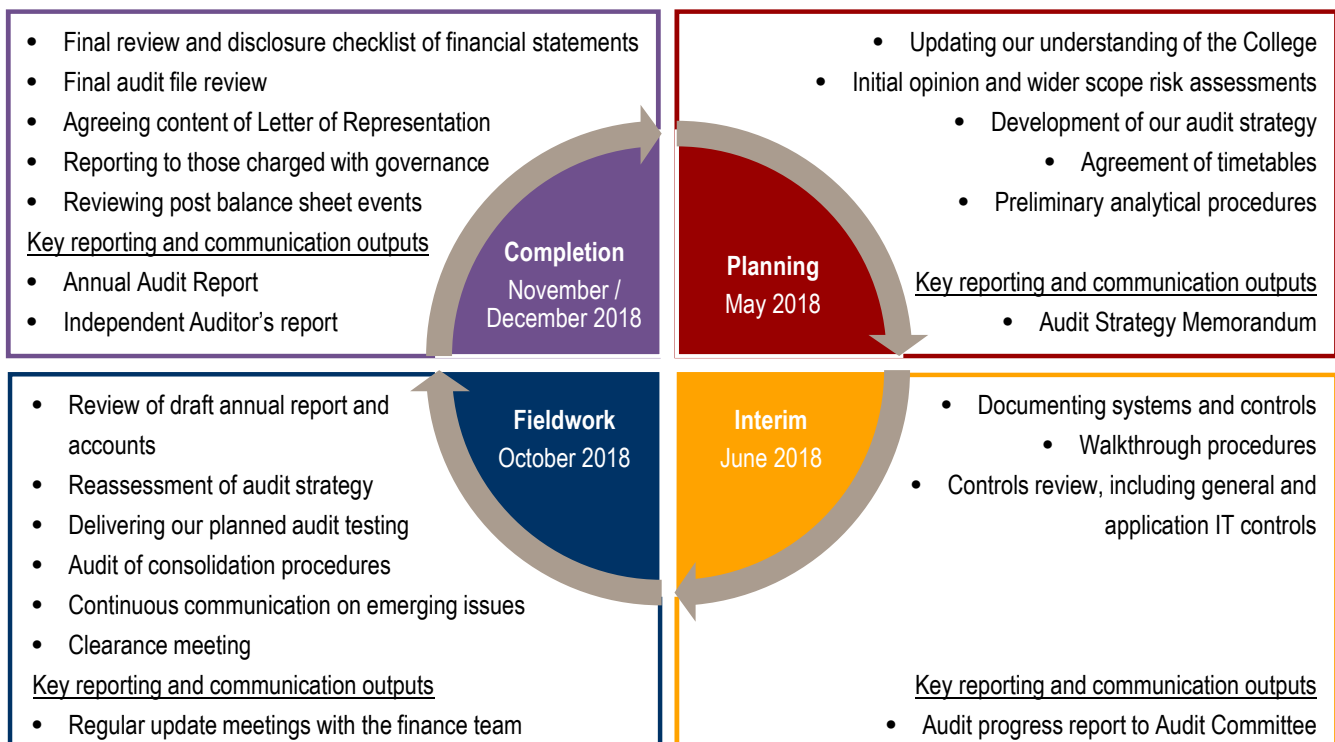 • Final review and disclosure checklist of financial statements
• Final audit file review
• Agreeing content of Letter of Representation
• Reporting to those charged with governance
• Reviewing post balance sheet events
Key reporting and communication outputs
• Annual Audit Report
• Independent Auditor’s report
Completion
November /
December 2018
• Updating our understanding of the College
• Initial opinion and wider scope risk assessments
• Development of our audit strategy
• Agreement of timetables
• Preliminary analytical procedures
Key reporting and communication outputs
• Audit Strategy Memorandum
Planning
May 2018
• Review of draft annual report and
accounts
• Reassessment of audit strategy
• Delivering our planned audit testing
• Audit of consolidation procedures
• Continuous communication on emerging issues
• Clearance meeting
Key reporting and communication outputs
• Regular update meetings with the finance team
Fieldwork
October 2018
Interim
June 2018
• Documenting systems and controls
• Walkthrough procedures
• Controls review, including general and
application IT controls
Key reporting and communication outputs
• Audit progress report to Audit Committee